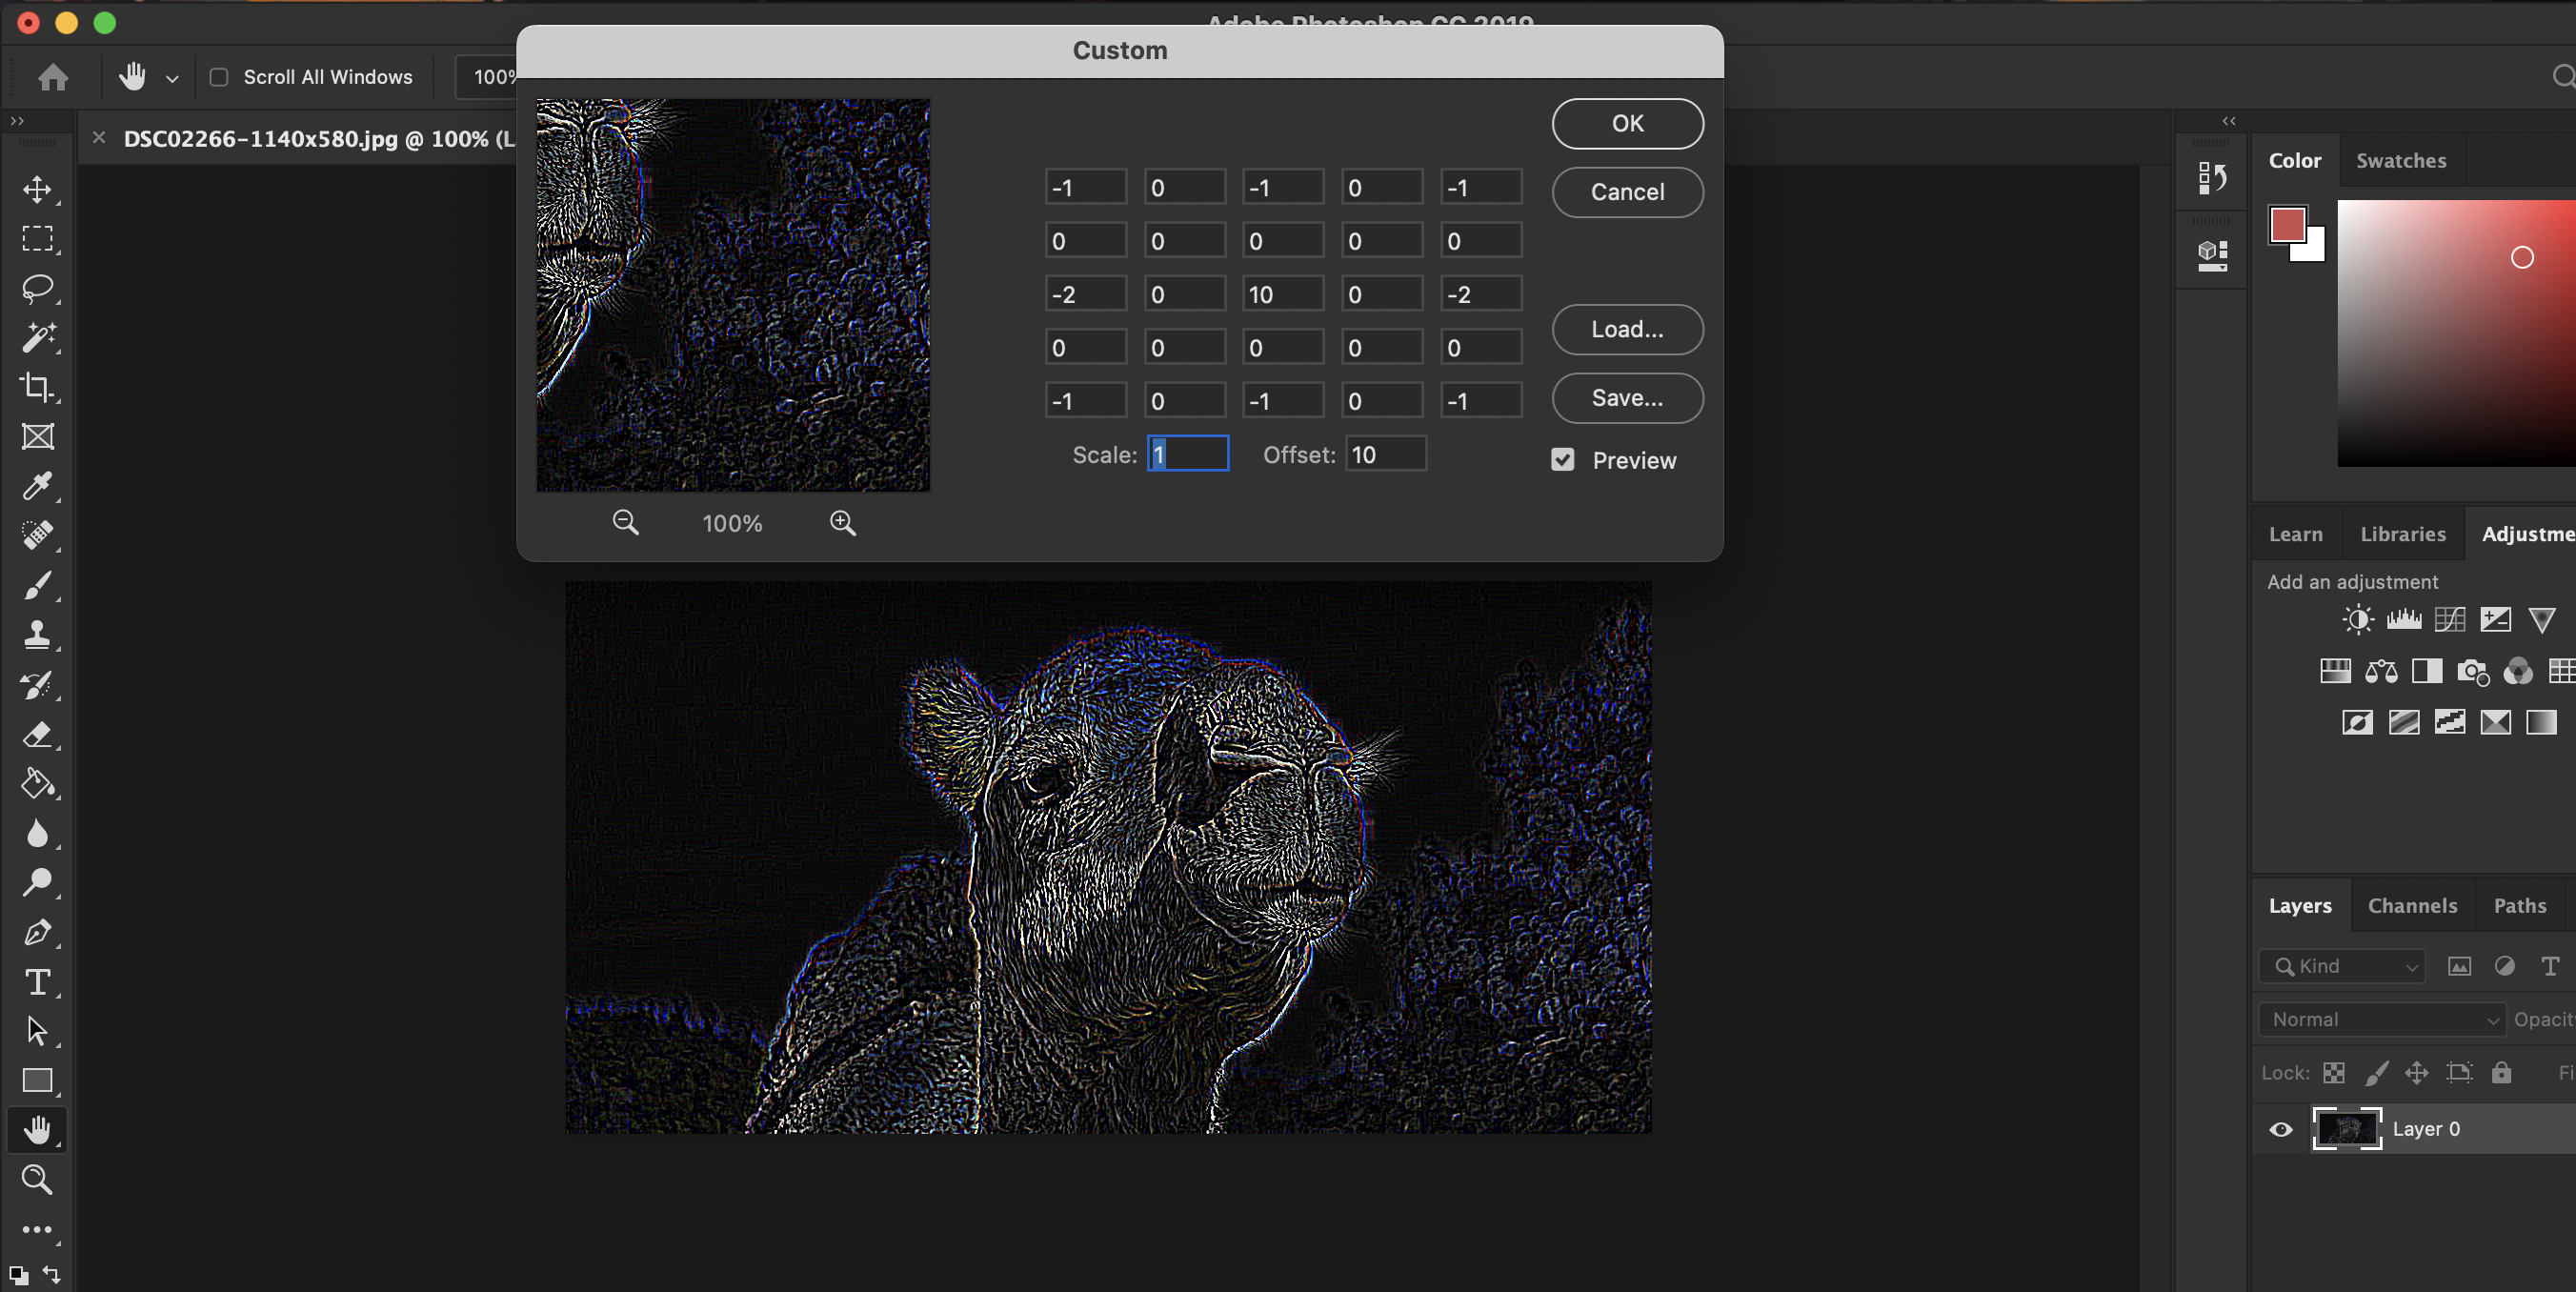 Adobe Photoshop CC 2019
Custom
Scroll All Windows
100%
DSC02266-1140x580.jpg @ 100% (L
OK
Cancel
Load...
Save...
Preview
-1 0 -1 0 -1
0 0 0 0 0
-2 0 10 0 -2
0 0 0 0 0
-1 0 -1 0 -1
Scale: 1 Offset: 10
100%
Color Swatches
Learn Libraries Adjustme
Add an adjustment
Layers Channels Paths
Kind
Normal Opacit
Lock: Fi
Layer 0